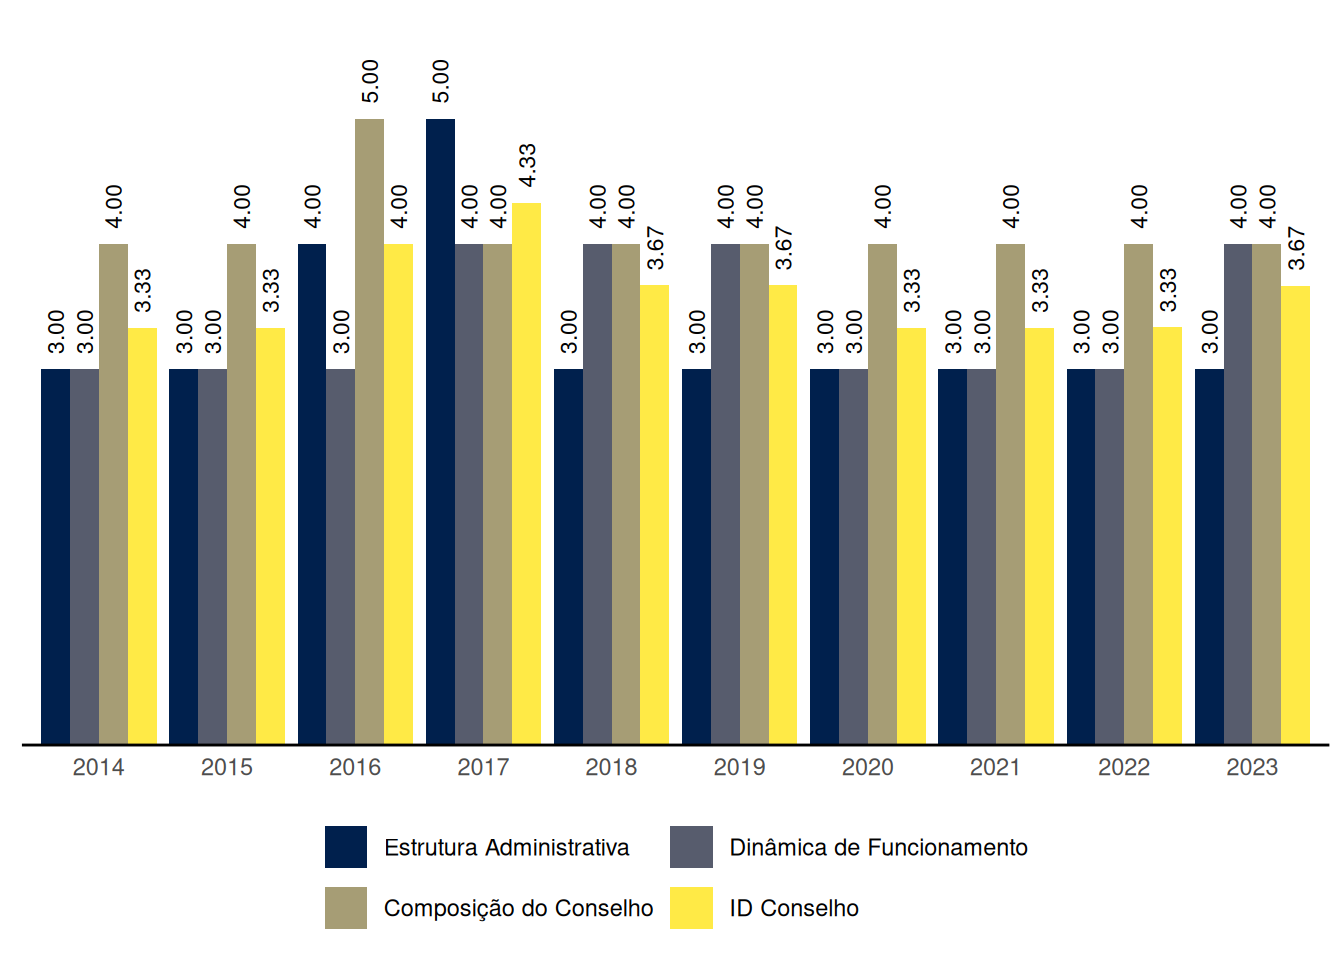 3.00 3.00 4.00 3.33 3.00 3.00 4.00 3.33 4.00 3.00 5.00 4.00 5.00 4.00 4.00 4.33 3.00 4.00 4.00 3.67 3.00 4.00 4.00 3.67 3.00 3.00 4.00 3.33 3.00 3.00 4.00 3.33 3.00 3.00 4.00 3.33 3.00 4.00 4.00 3.67
2014 2015 2016 2017 2018 2019 2020 2021 2022 2023
Estrutura Administrativa Dinâmica de Funcionamento
Composição do Conselho ID Conselho